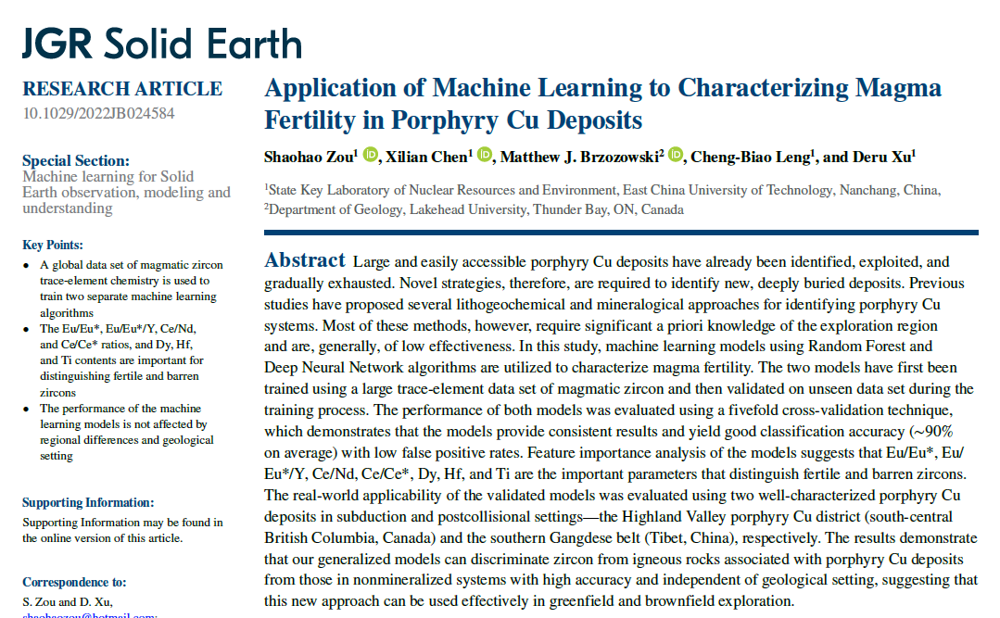 JGR Solid Earth
RESEARCH ARTICLE
10.1029/2022JB024584
Special Section:
Machine learning for Solid
Earth observation, modeling and
understanding
Key Points:
• A global data set of magmatic zircon
trace-element chemistry is used to
train two separate machine learning
algorithms
• The Eu/Eu*, Eu/Eu*/Y, Ce/Nd,
and Ce/Ce* ratios, and Dy, Hf,
and Ti contents are important for
distinguishing fertile and barren
zircons
• The performance of the machine
learning models is not affected by
regional differences and geological
setting
Supporting Information:
Supporting Information may be found in
the online version of this article.
Correspondence to:
S. Zou and D. Xu,
shaohaozou@hotmail.com;
Application of Machine Learning to Characterizing Magma
Fertility in Porphyry Cu Deposits
Shaohao Zou¹ iD, Xilian Chen¹ iD, Matthew J. Brzozowski² iD, Cheng-Biao Leng¹, and Deru Xu¹
¹State Key Laboratory of Nuclear Resources and Environment, East China University of Technology, Nanchang, China,
²Department of Geology, Lakehead University, Thunder Bay, ON, Canada
Abstract Large and easily accessible porphyry Cu deposits have already been identified, exploited, and
gradually exhausted. Novel strategies, therefore, are required to identify new, deeply buried deposits. Previous
studies have proposed several lithogeochemical and mineralogical approaches for identifying porphyry Cu
systems. Most of these methods, however, require significant a priori knowledge of the exploration region
and are, generally, of low effectiveness. In this study, machine learning models using Random Forest and
Deep Neural Network algorithms are utilized to characterize magma fertility. The two models have first been
trained using a large trace-element data set of magmatic zircon and then validated on unseen data set during the
training process. The performance of both models was evaluated using a fivefold cross-validation technique,
which demonstrates that the models provide consistent results and yield good classification accuracy (~90%
on average) with low false positive rates. Feature importance analysis of the models suggests that Eu/Eu*, Eu/
Eu*/Y, Ce/Nd, Ce/Ce*, Dy, Hf, and Ti are the important parameters that distinguish fertile and barren zircons.
The real-world applicability of the validated models was evaluated using two well-characterized porphyry Cu
deposits in subduction and postcollisional settings—the Highland Valley porphyry Cu district (south-central
British Columbia, Canada) and the southern Gangdese belt (Tibet, China), respectively. The results demonstrate
that our generalized models can discriminate zircon from igneous rocks associated with porphyry Cu deposits
from those in nonmineralized systems with high accuracy and independent of geological setting, suggesting that
this new approach can be used effectively in greenfield and brownfield exploration.